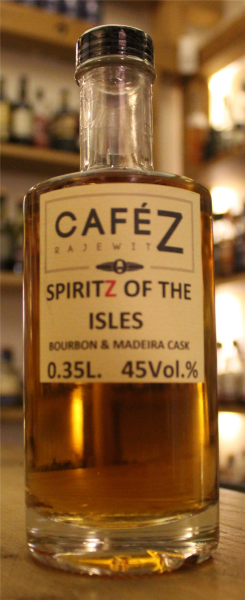 CAFÉZ
RAJEWITZ
SPIRITZ OF THE
ISLES
BOURBON & MADEIRA CASK
0.35L. 45Vol.%